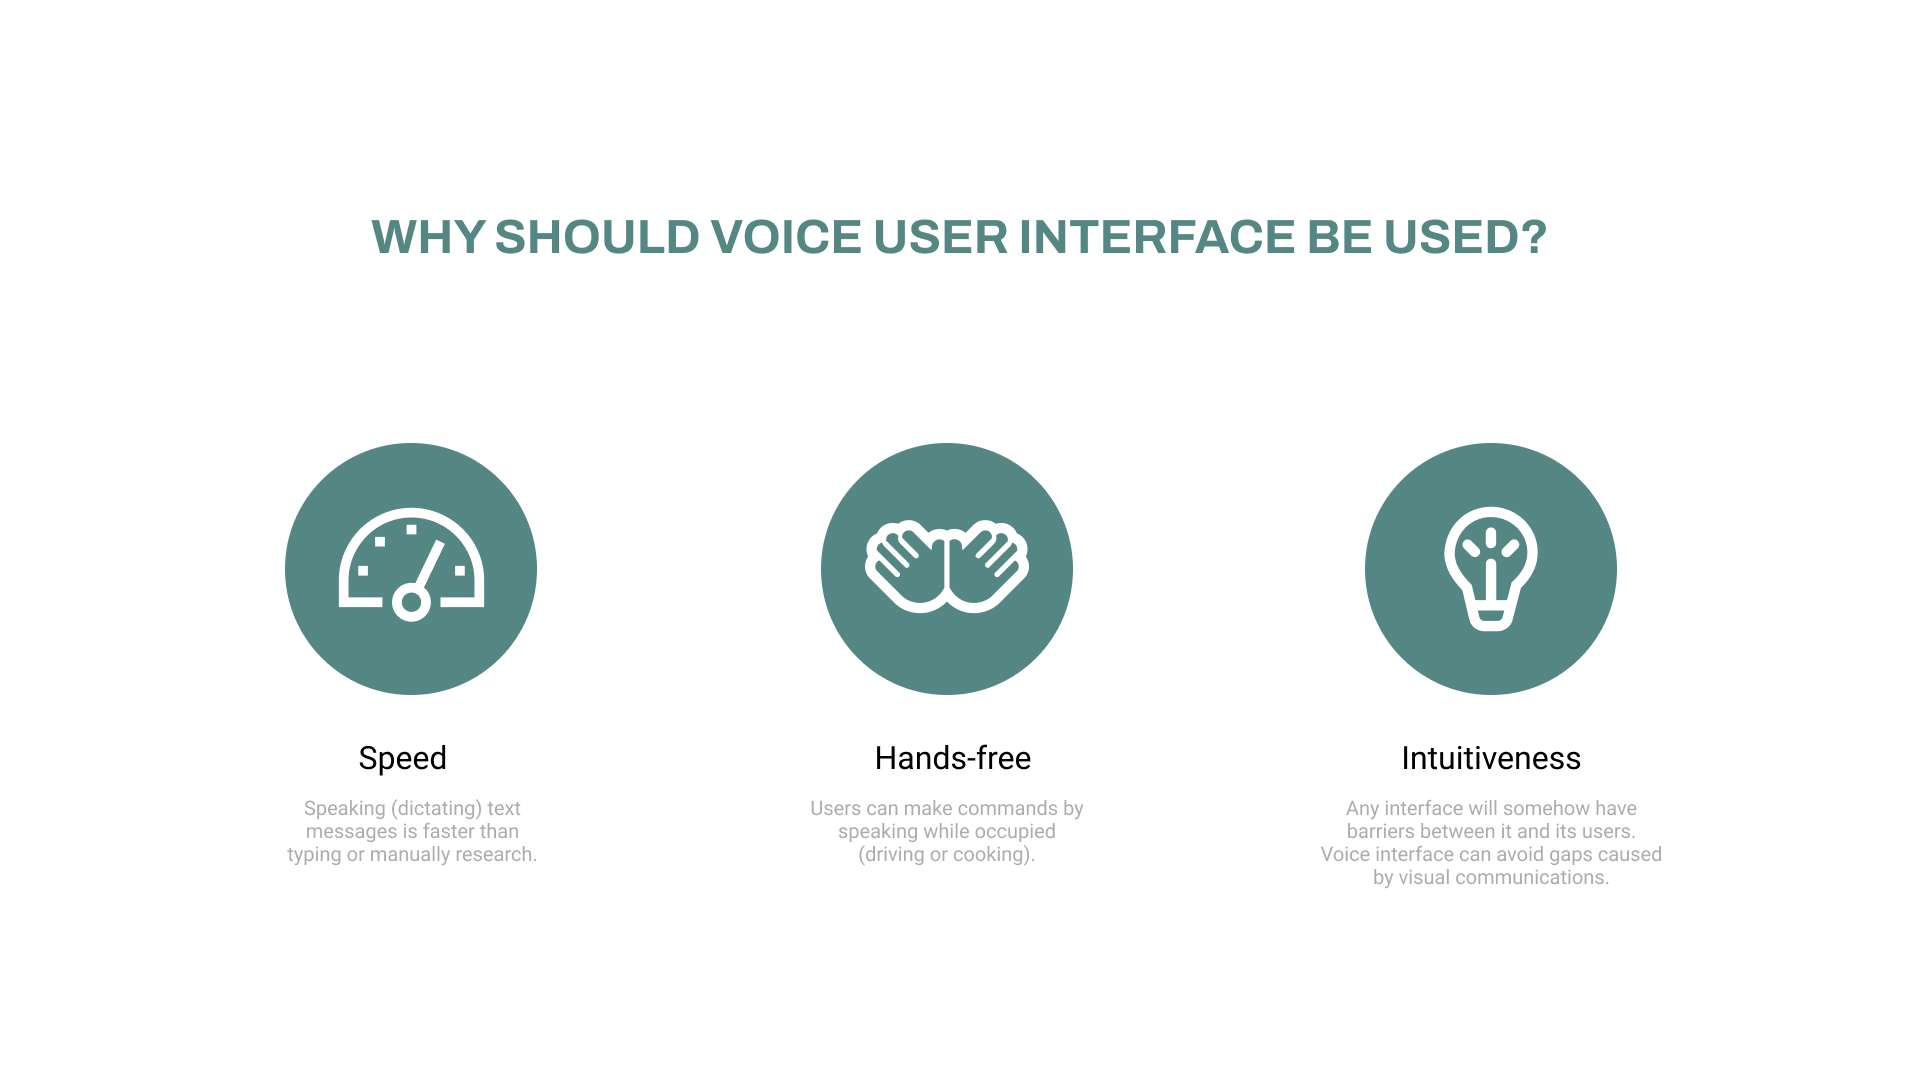 WHY SHOULD VOICE USER INTERFACE BE USED?
Speed
Speaking (dictating) text
messages is faster than
typing or manually research.
Hands-free
Users can make commands by
speaking while occupied
(driving or cooking).
Intuitiveness
Any interface will somehow have
barriers between it and its users.
Voice interface can avoid gaps caused
by visual communications.